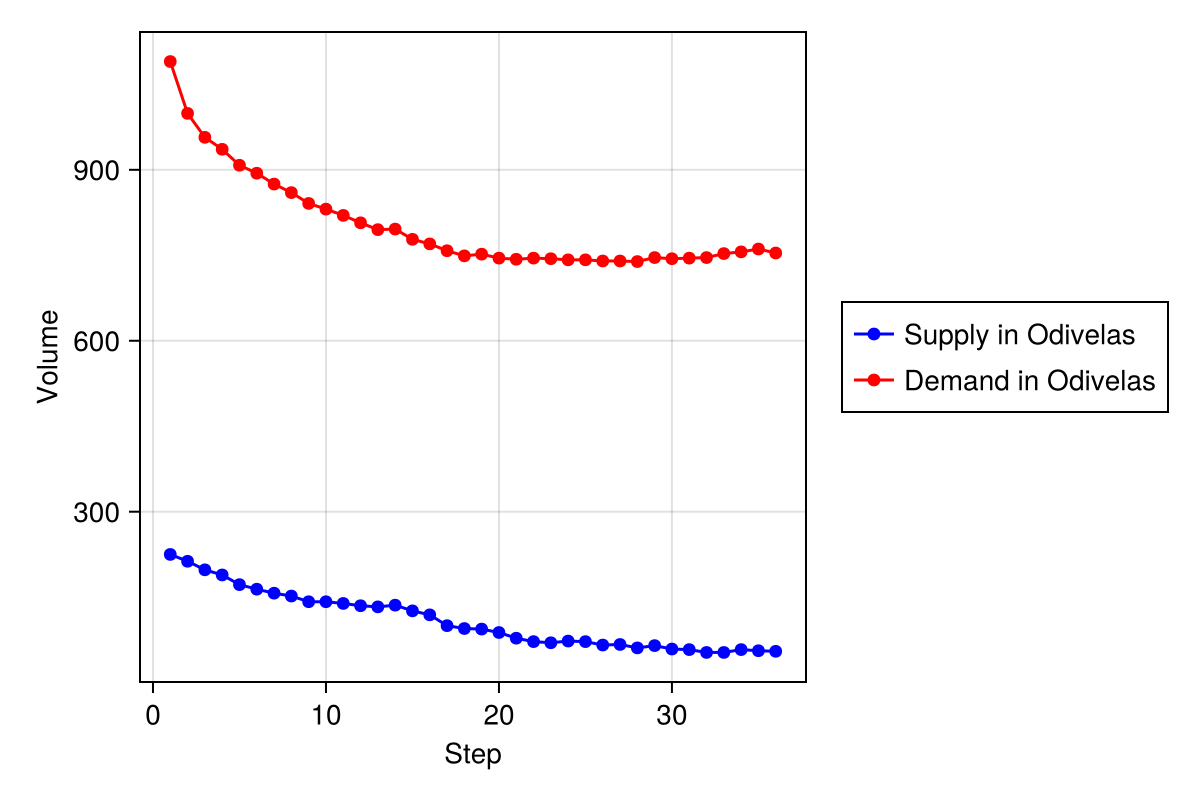 900
600
300
Volume
0 10 20 30
Step
Supply in Odivelas
Demand in Odivelas